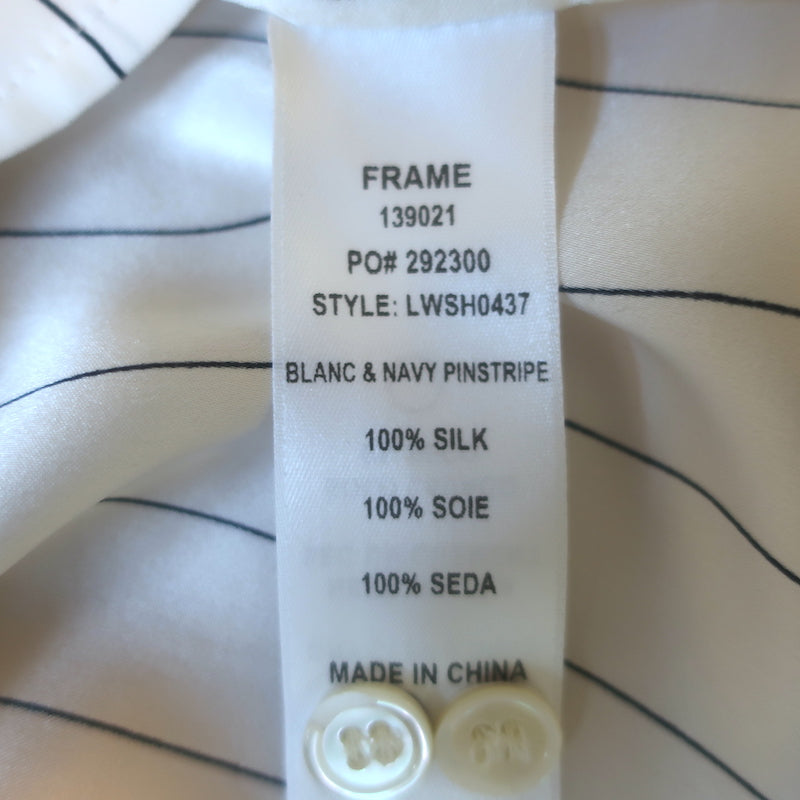 FRAME
139021
PO# 292300
STYLE: LWSH0437
BLANC & NAVY PINSTRIPE
100% SILK
100% SOIE
100% SEDA
MADE IN CHINA